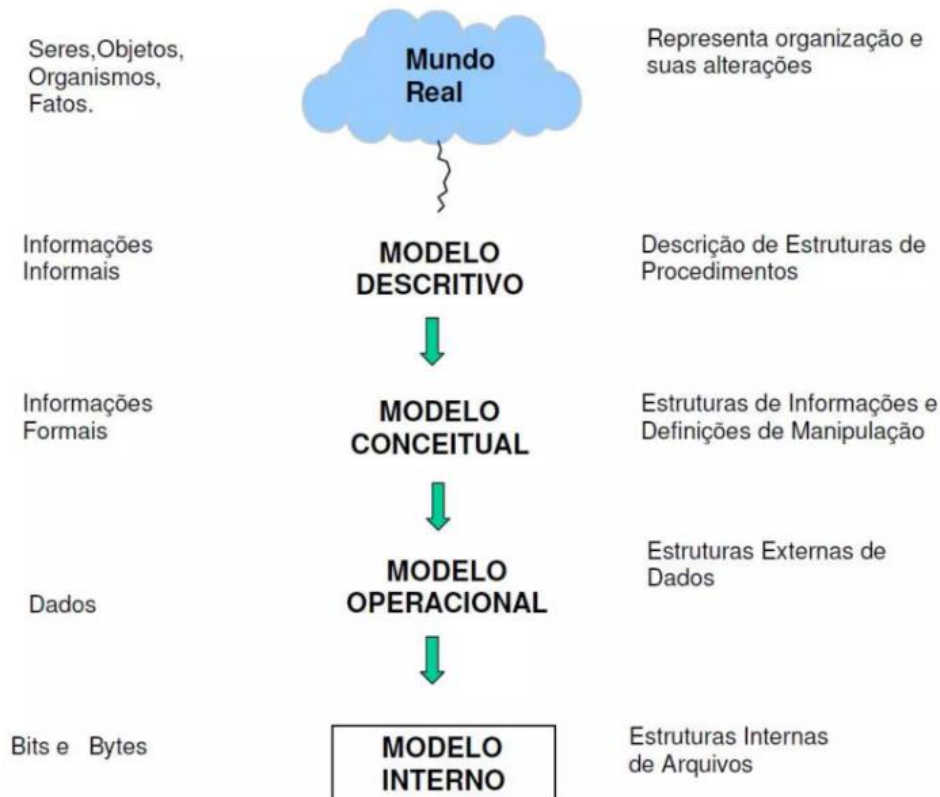 Seres,Objetos,
Organismos,
Fatos.
Mundo
Real
Representa organização e
suas alterações
Informações
Informais
MODELO
DESCRITIVO
Descrição de Estruturas de
Procedimentos
Informações
Formais
MODELO
CONCEITUAL
Estruturas de Informações e
Definições de Manipulação
Dados
MODELO
OPERACIONAL
Estruturas Externas de
Dados
Bits e Bytes
MODELO
INTERNO
Estruturas Internas
de Arquivos